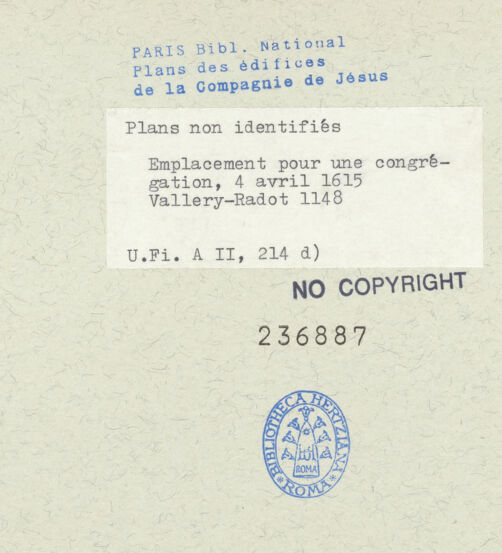 PARIS Bibl. National
Plans des édifices
de la Compagnie de Jésus
Plans non identifiés
Emplacement pour une congré-
gation, 4 avril 1615
Vallery-Radot 1148
U.Fi. A II, 214 d)
NO COPYRIGHT
236887
BIBLIOTHECA HERTZIANA
ROMA
*ROMA*